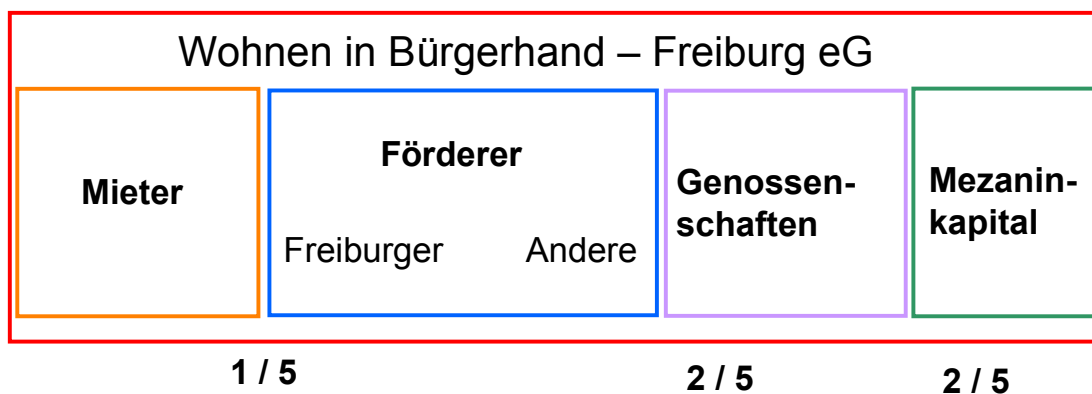 Wohnen in Bürgerhand – Freiburg eG
Mieter
Förderer
Freiburger Andere
Genossen-
schaften
Mezanin-
kapital
1 / 5
2 / 5
2 / 5